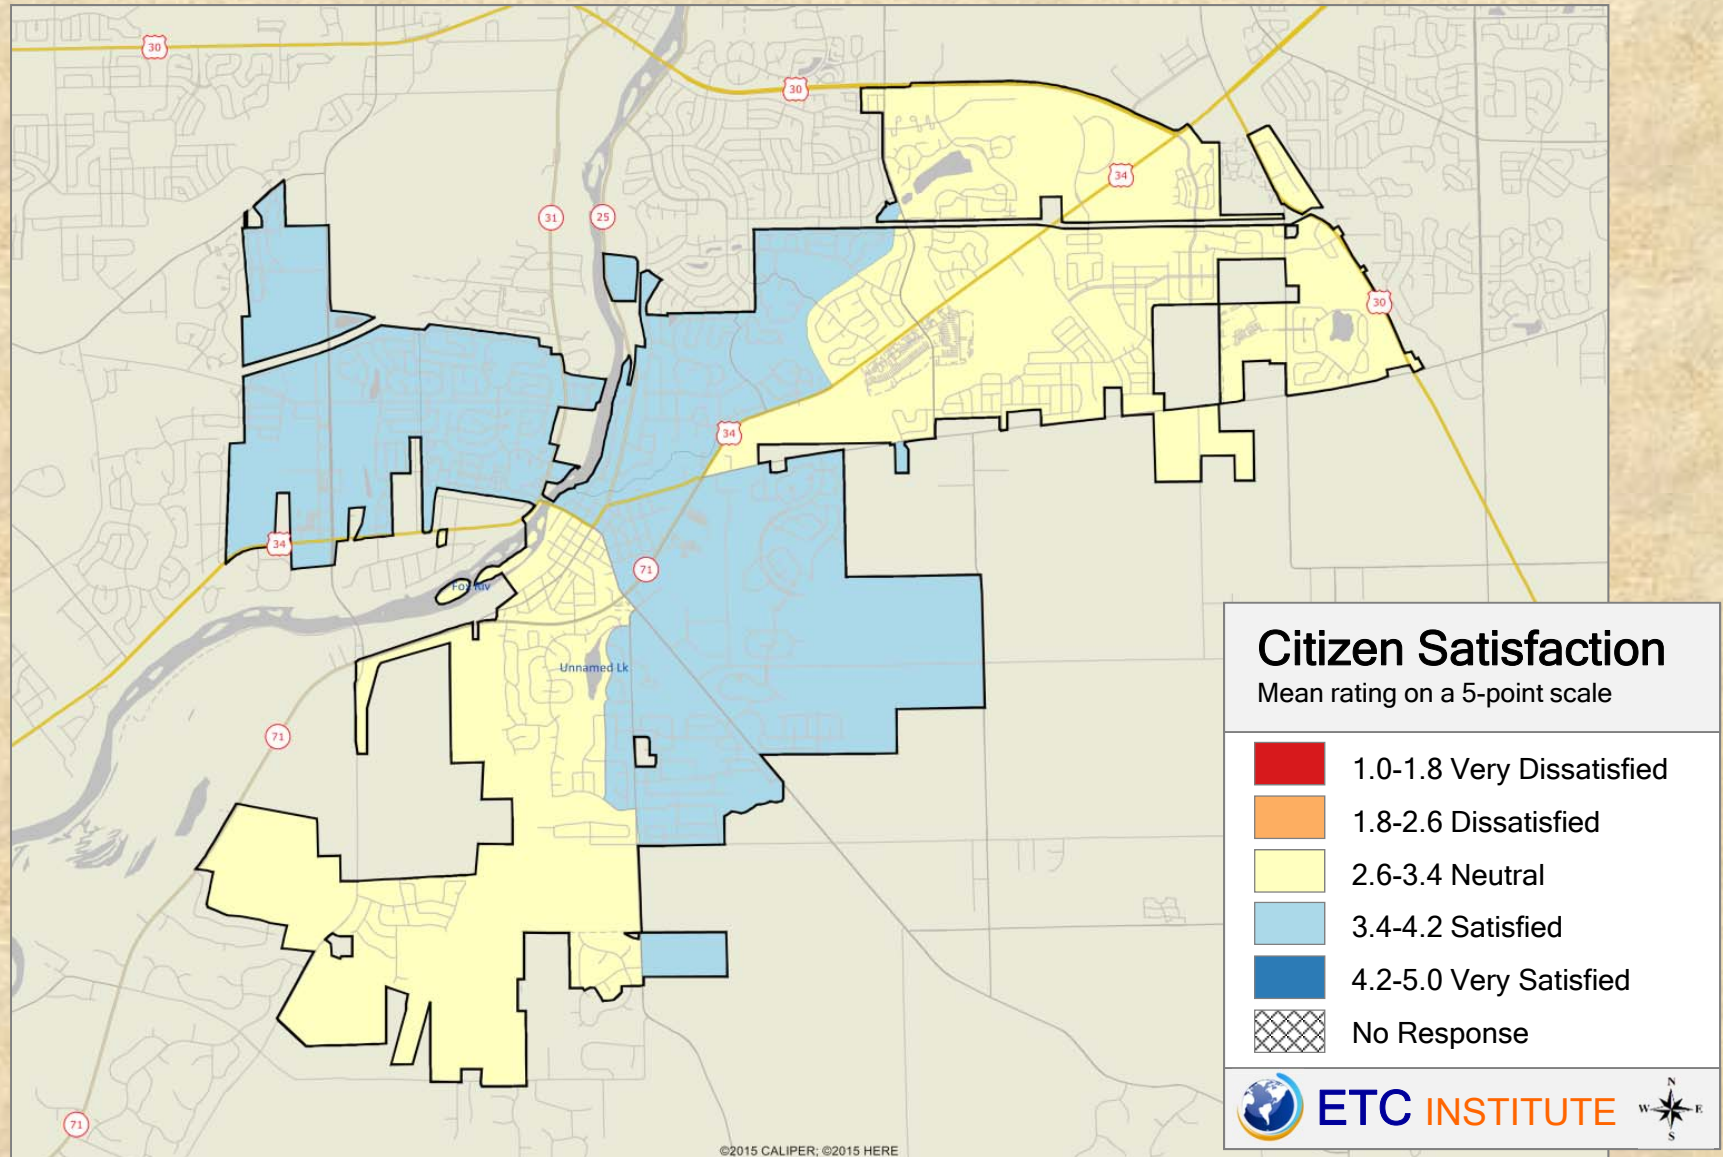 30
30
34
31
25
30
34
34
71
Fox Riv
Unnamed Lk
71
71
Citizen Satisfaction
Mean rating on a 5-point scale
1.0-1.8 Very Dissatisfied
1.8-2.6 Dissatisfied
2.6-3.4 Neutral
3.4-4.2 Satisfied
4.2-5.0 Very Satisfied
No Response
ETC INSTITUTE
N
W E
S
©2015 CALIPER; ©2015 HERE